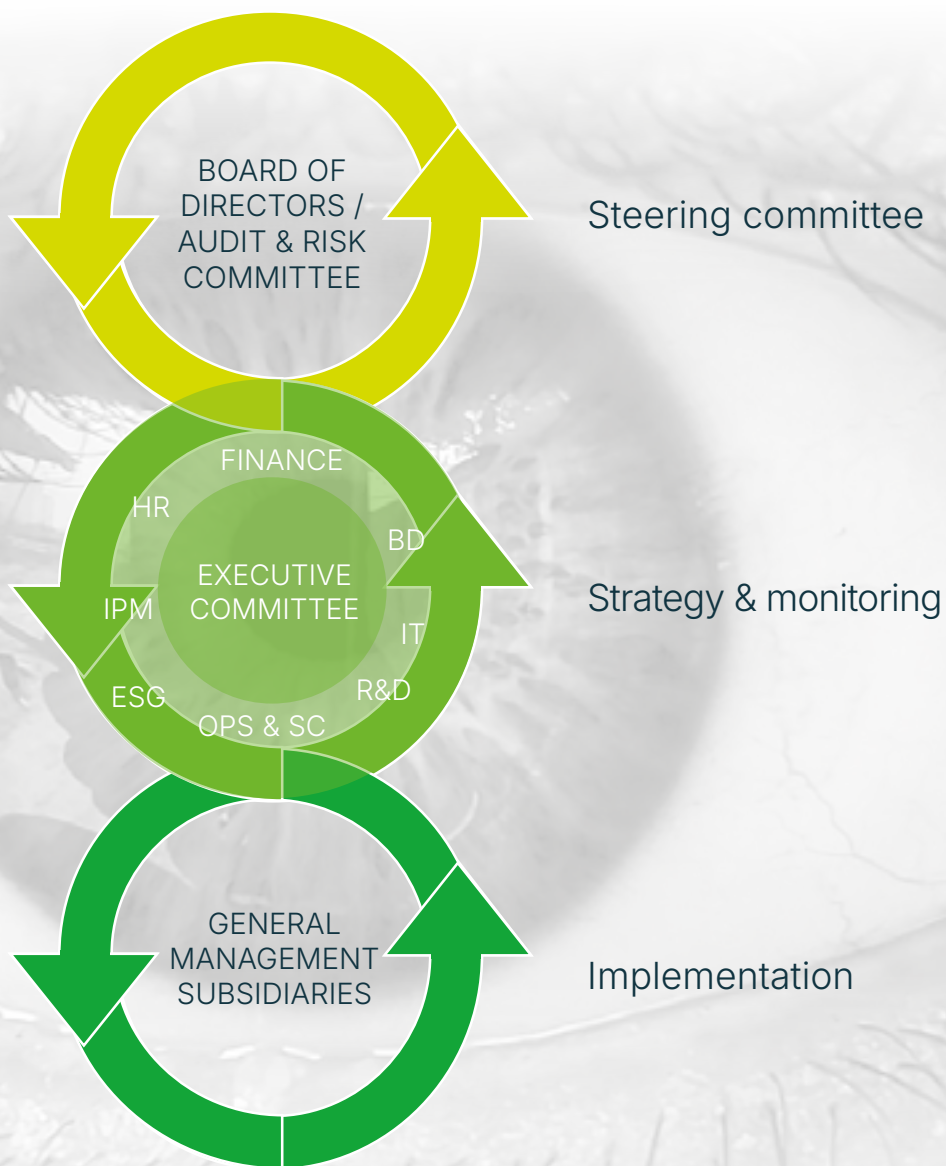 BOARD OF
DIRECTORS /
AUDIT & RISK
COMMITTEE
Steering committee
FINANCE
HR
BD
EXECUTIVE
COMMITTEE
Strategy & monitoring
IPM
IT
ESG
R&D
OPS & SC
GENERAL
MANAGEMENT
SUBSIDIARIES
Implementation